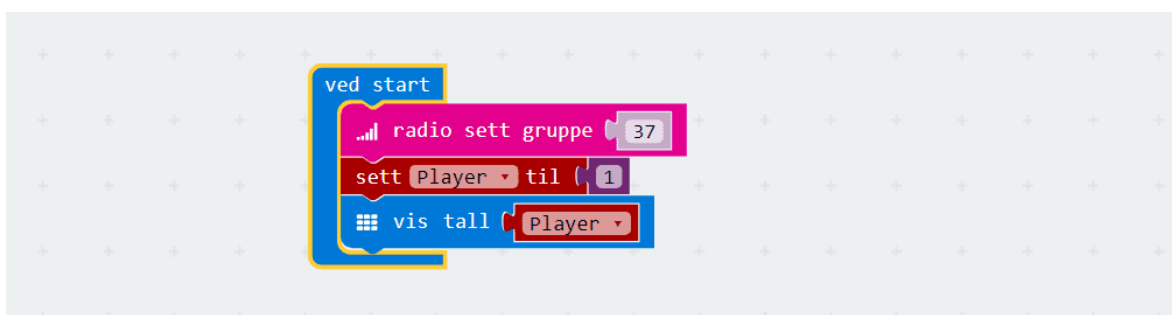 ved start
radio sett gruppe 37
sett Player til 1
vis tall Player